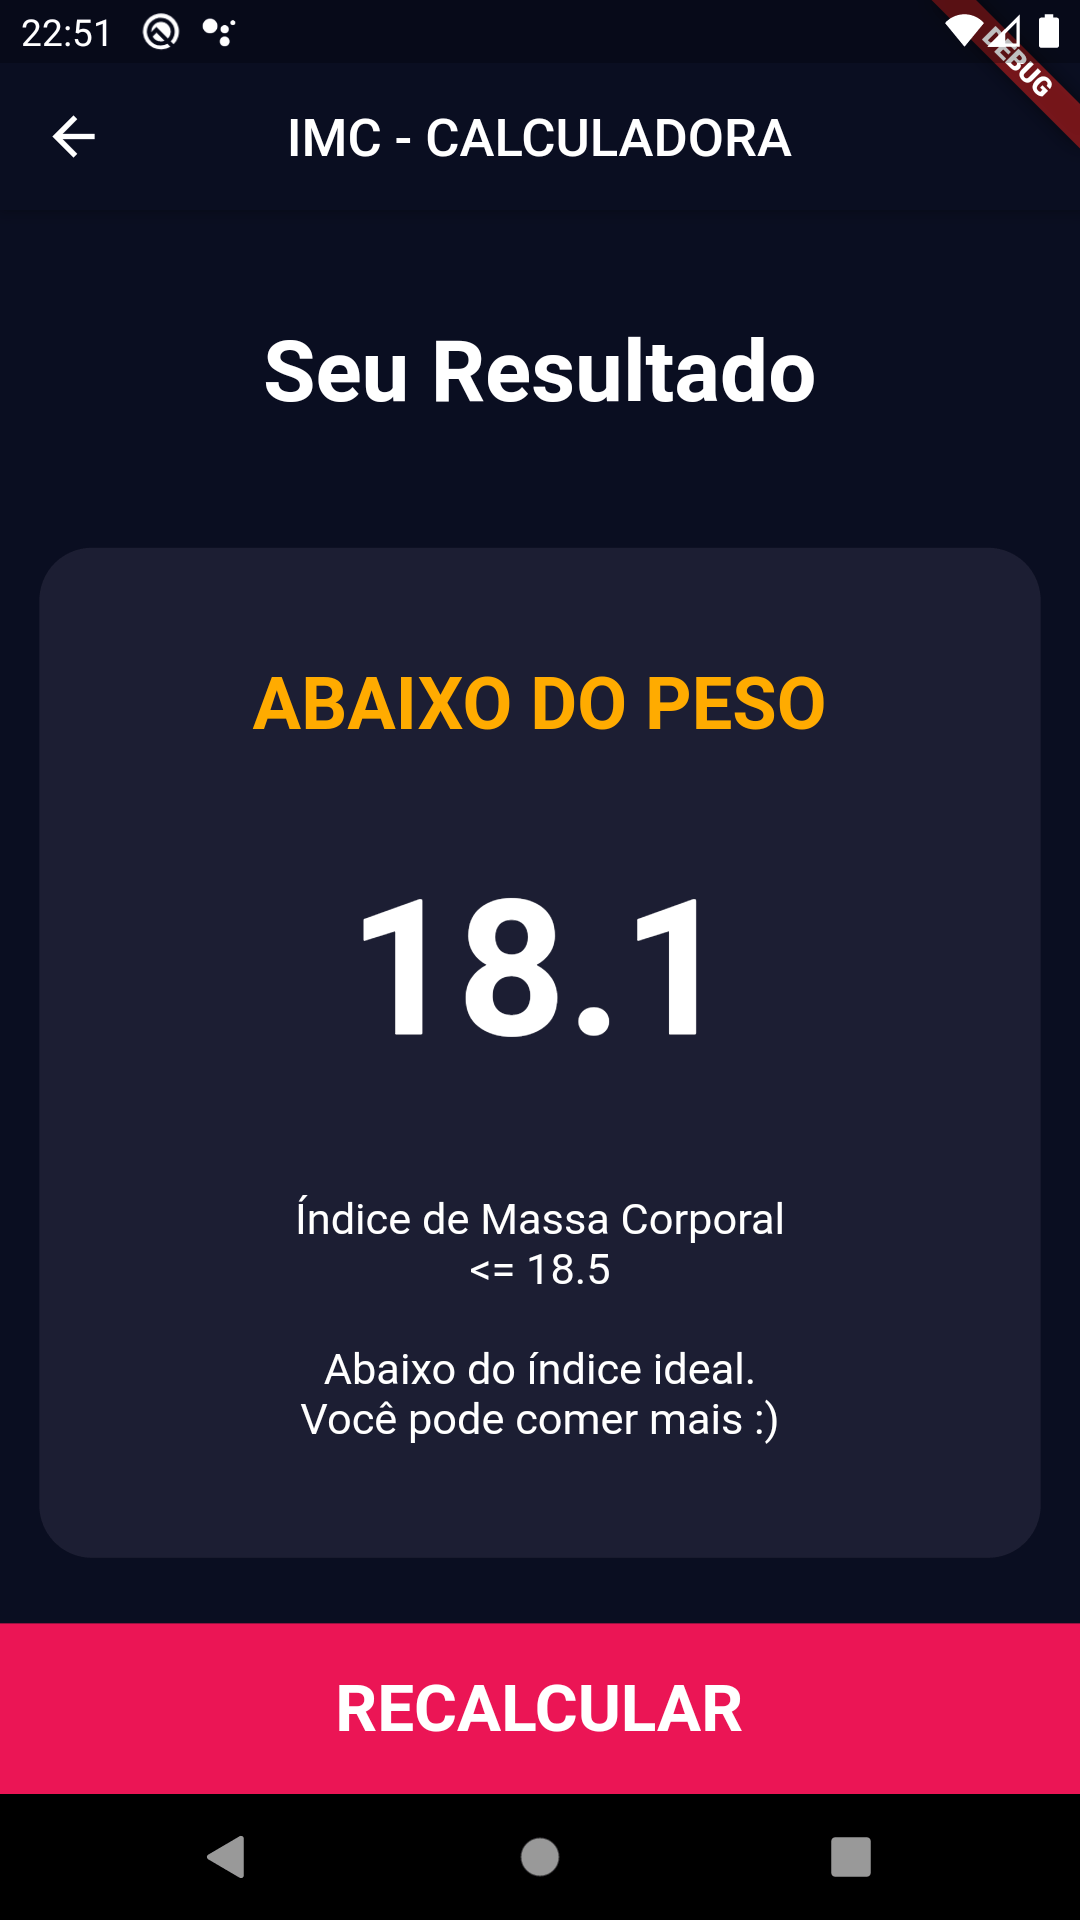 22:51
DEBUG
IMC - CALCULADORA
Seu Resultado
ABAIXO DO PESO
18.1
Índice de Massa Corporal
<= 18.5
Abaixo do índice ideal.
Você pode comer mais :)
RECALCULAR